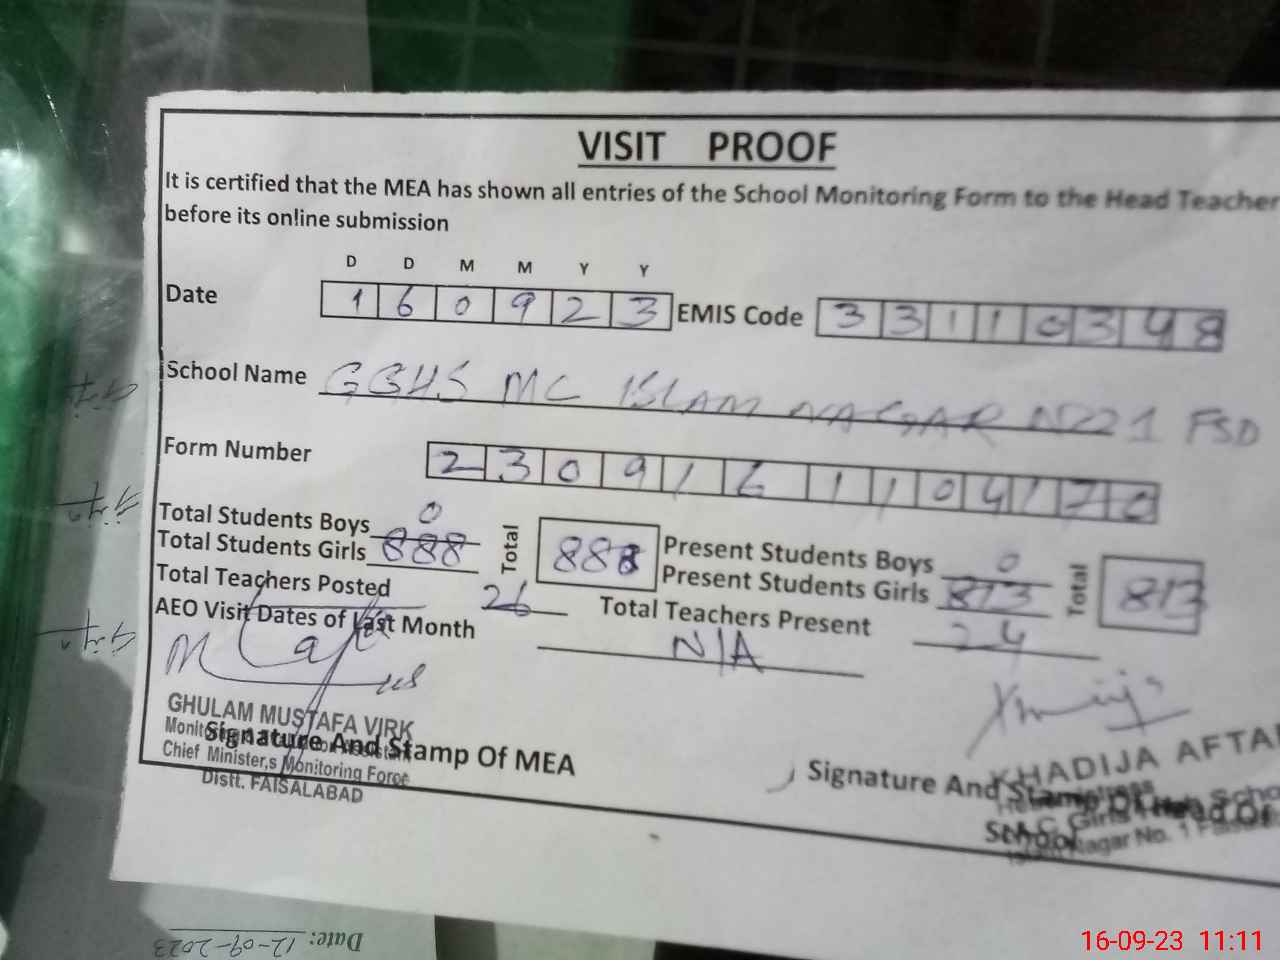 VISIT PROOF
It is certified that the MEA has shown all entries of the School Monitoring Form to the Head Teacher
before its online submission
D D M M Y Y
Date 1 6 0 9 2 3 EMIS Code 3 3 1 1 0 3 4 8
School Name GGHS MC ISLAM NAGAR NO 1 FSD
Form Number 2 3 0 9 1 6 1 1 0 4 1 7 0
Total Students Boys 0 Total 888 Present Students Boys 0 Total 813
Total Students Girls 888 Present Students Girls 813
Total Teachers Posted 26 Total Teachers Present 24
AEO Visit Dates of Last Month N/A
GHULAM MUSTAFA VIRK
Chief Minister,s Monitoring Force
Distt. FAISALABAD
Signature And Stamp Of MEA
KHADIJA AFTA
Signature And Stamp Of Head Of
School
Nagar No. 1
Date: 12-09-2023
16-09-23 11:11